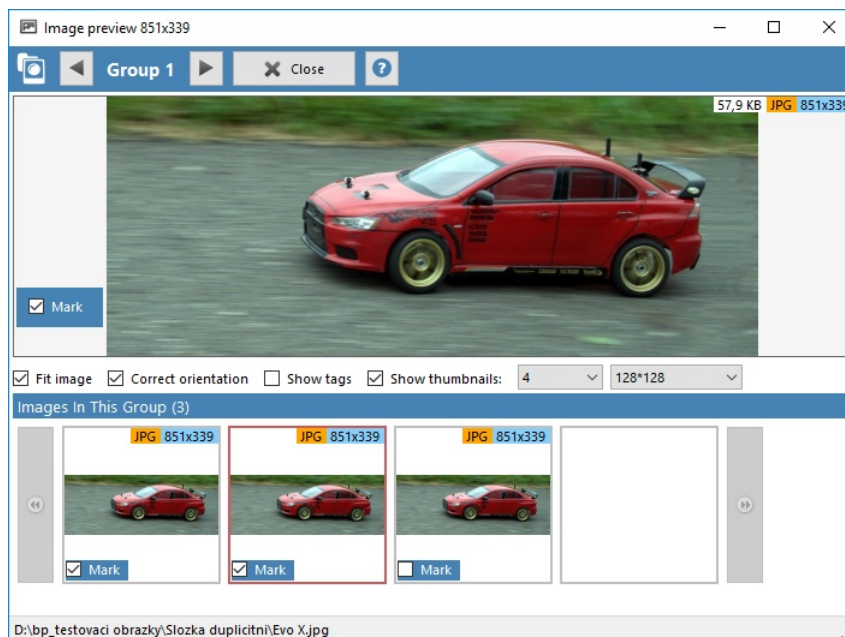 Image preview 851x339
Group 1 Close ?
57,9 KB JPG 851x339
Mark
Fit image Correct orientation Show tags Show thumbnails: 4 128*128
Images In This Group (3)
JPG 851x339 JPG 851x339 JPG 851x339
Mark Mark Mark
D:\bp_testovaci obrazky\Slozka duplicitni\Evo X.jpg